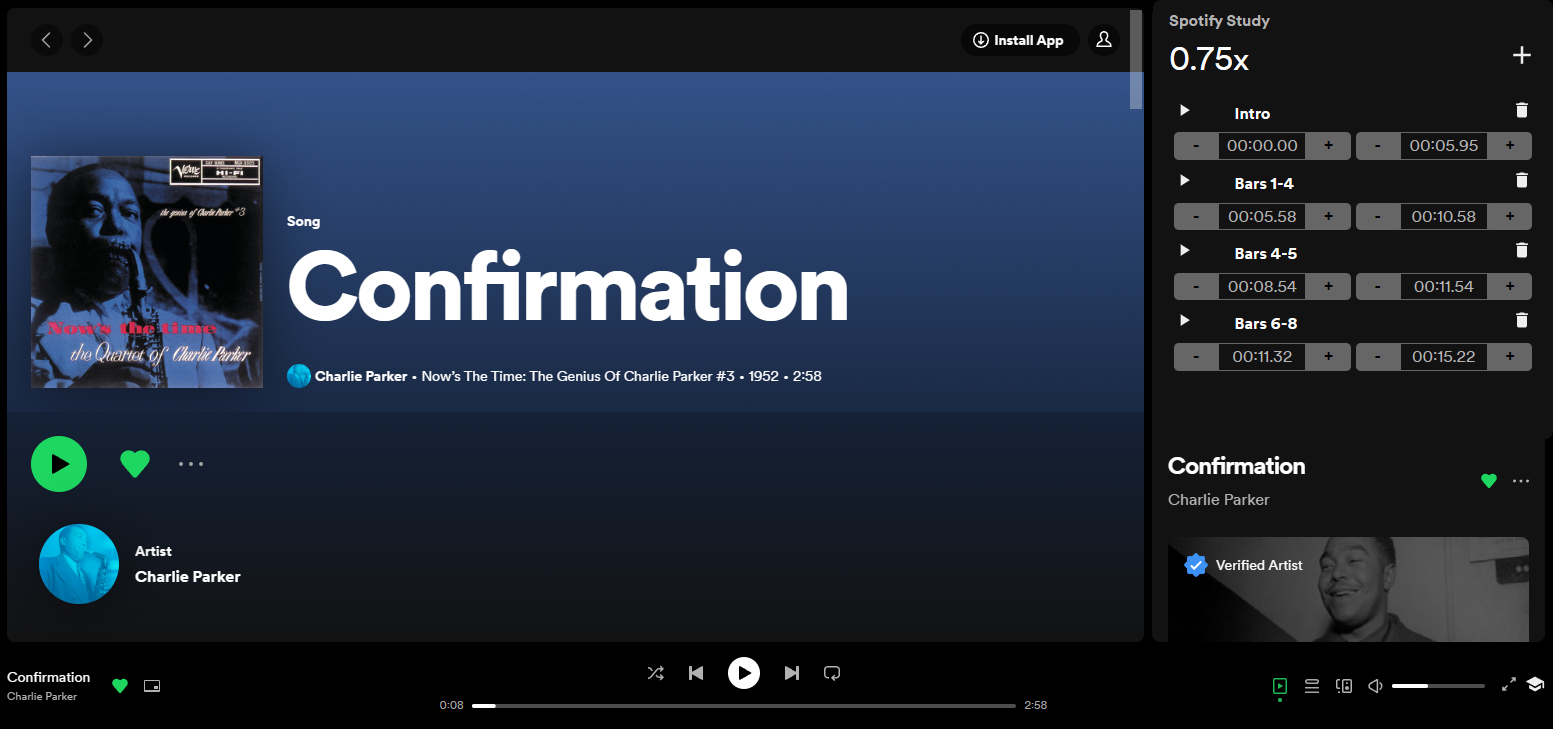 Install App
Verve
HI-FI
the genius of Charlie Parker #3
Now's the time
the Quartet of Charlie Parker
Song
Confirmation
Charlie Parker • Now's The Time: The Genius Of Charlie Parker #3 • 1952 • 2:58
Artist
Charlie Parker
Spotify Study
0.75x
+
Intro
- 00:00.00 + - 00:05.95 +
Bars 1-4
- 00:05.58 + - 00:10.58 +
Bars 4-5
- 00:08.54 + - 00:11.54 +
Bars 6-8
- 00:11.32 + - 00:15.22 +
Confirmation
Charlie Parker
Verified Artist
Confirmation
Charlie Parker
0:08
2:58